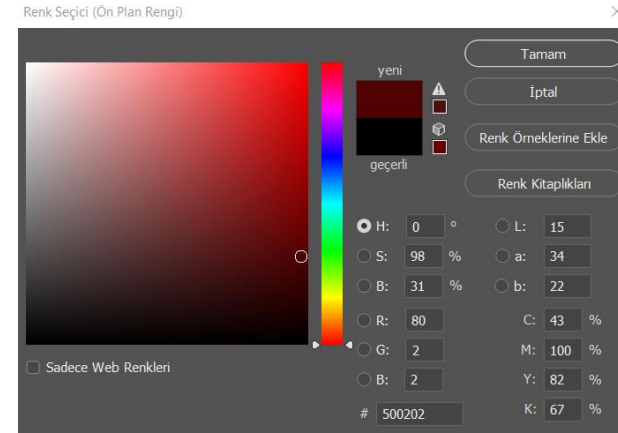 Renk Seçici (Ön Plan Rengi)
yeni
geçerli
Tamam
İptal
Renk Örneklerine Ekle
Renk Kitaplıkları
H: 0 °
S: 98 %
B: 31 %
R: 80
G: 2
B: 2
# 500202
L: 15
a: 34
b: 22
C: 43 %
M: 100 %
Y: 82 %
K: 67 %
Sadece Web Renkleri